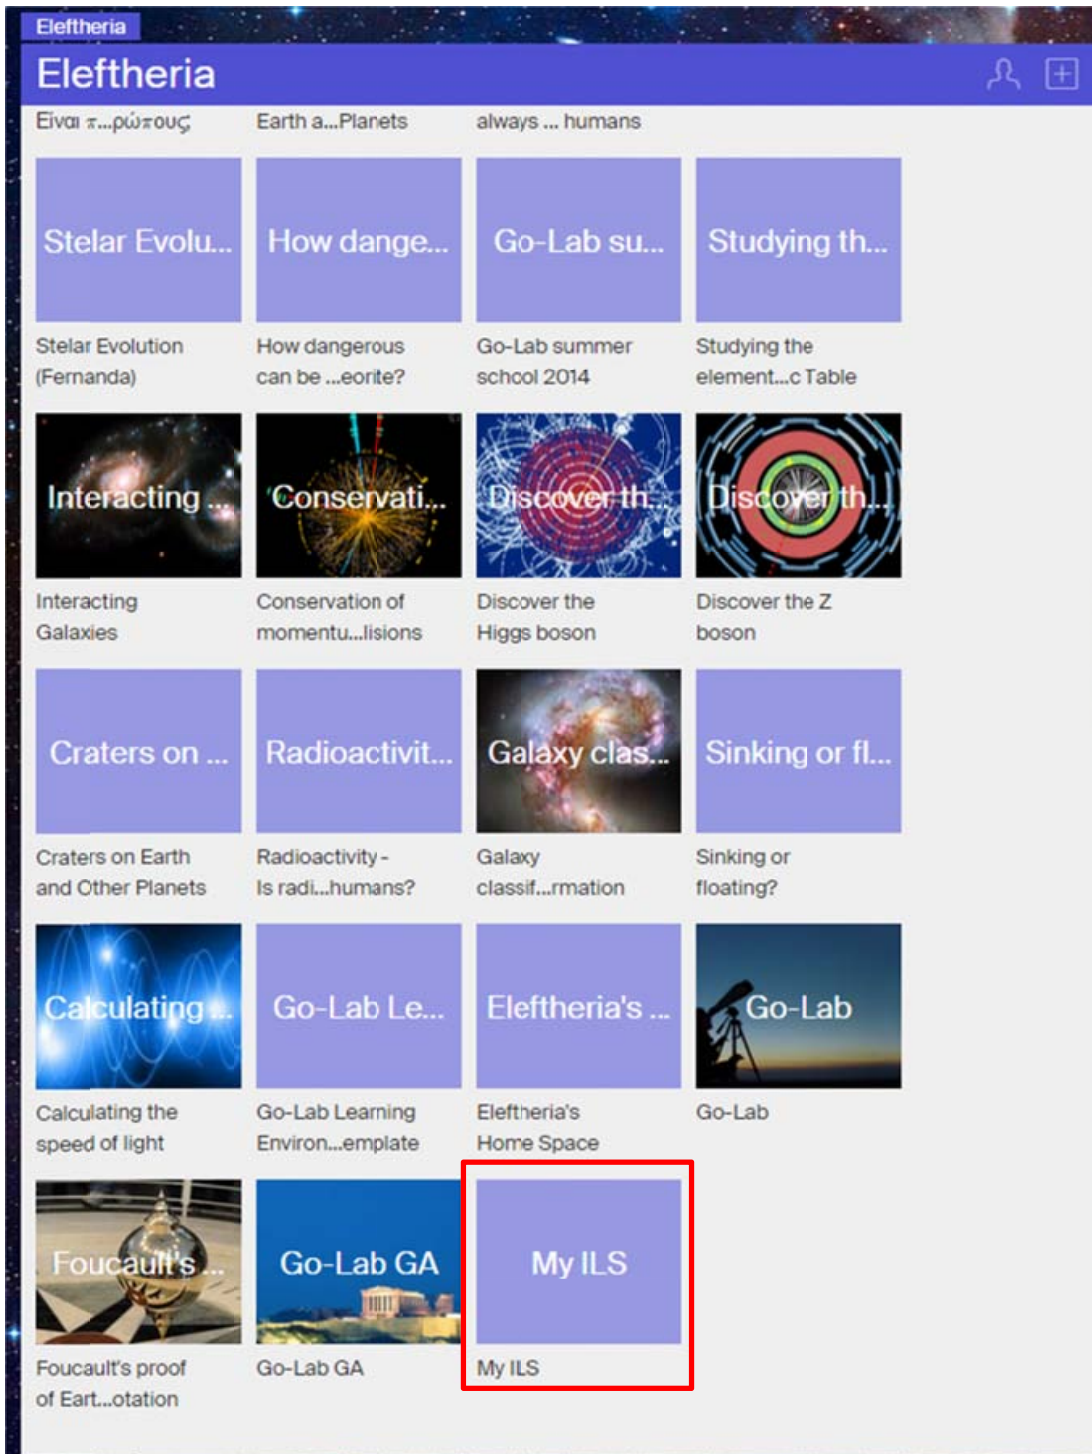 Eleftheria
Eleftheria
Είναι π...ρώπους;
Earth a...Planets
always ... humans
Stelar Evolu...
How dange...
Go-Lab su...
Studying th...
Stelar Evolution
(Fernanda)
How dangerous
can be ...eorite?
Go-Lab summer
school 2014
Studying the
element...c Table
Interacting ...
Conservati...
Discover th...
Discover th...
Interacting
Galaxies
Conservation of
momentu...lisions
Discover the
Higgs boson
Discover the Z
boson
Craters on ...
Radioactivit...
Galaxy clas...
Sinking or fl...
Craters on Earth
and Other Planets
Radioactivity -
Is radi...humans?
Galaxy
classif...rmation
Sinking or
floating?
Calculating ...
Go-Lab Le...
Eleftheria's ...
Go-Lab
Calculating the
speed of light
Go-Lab Learning
Environ...emplate
Eleftheria's
Home Space
Go-Lab
Foucault's ...
Go-Lab GA
My ILS
Foucault's proof
of Eart...otation
Go-Lab GA
My ILS